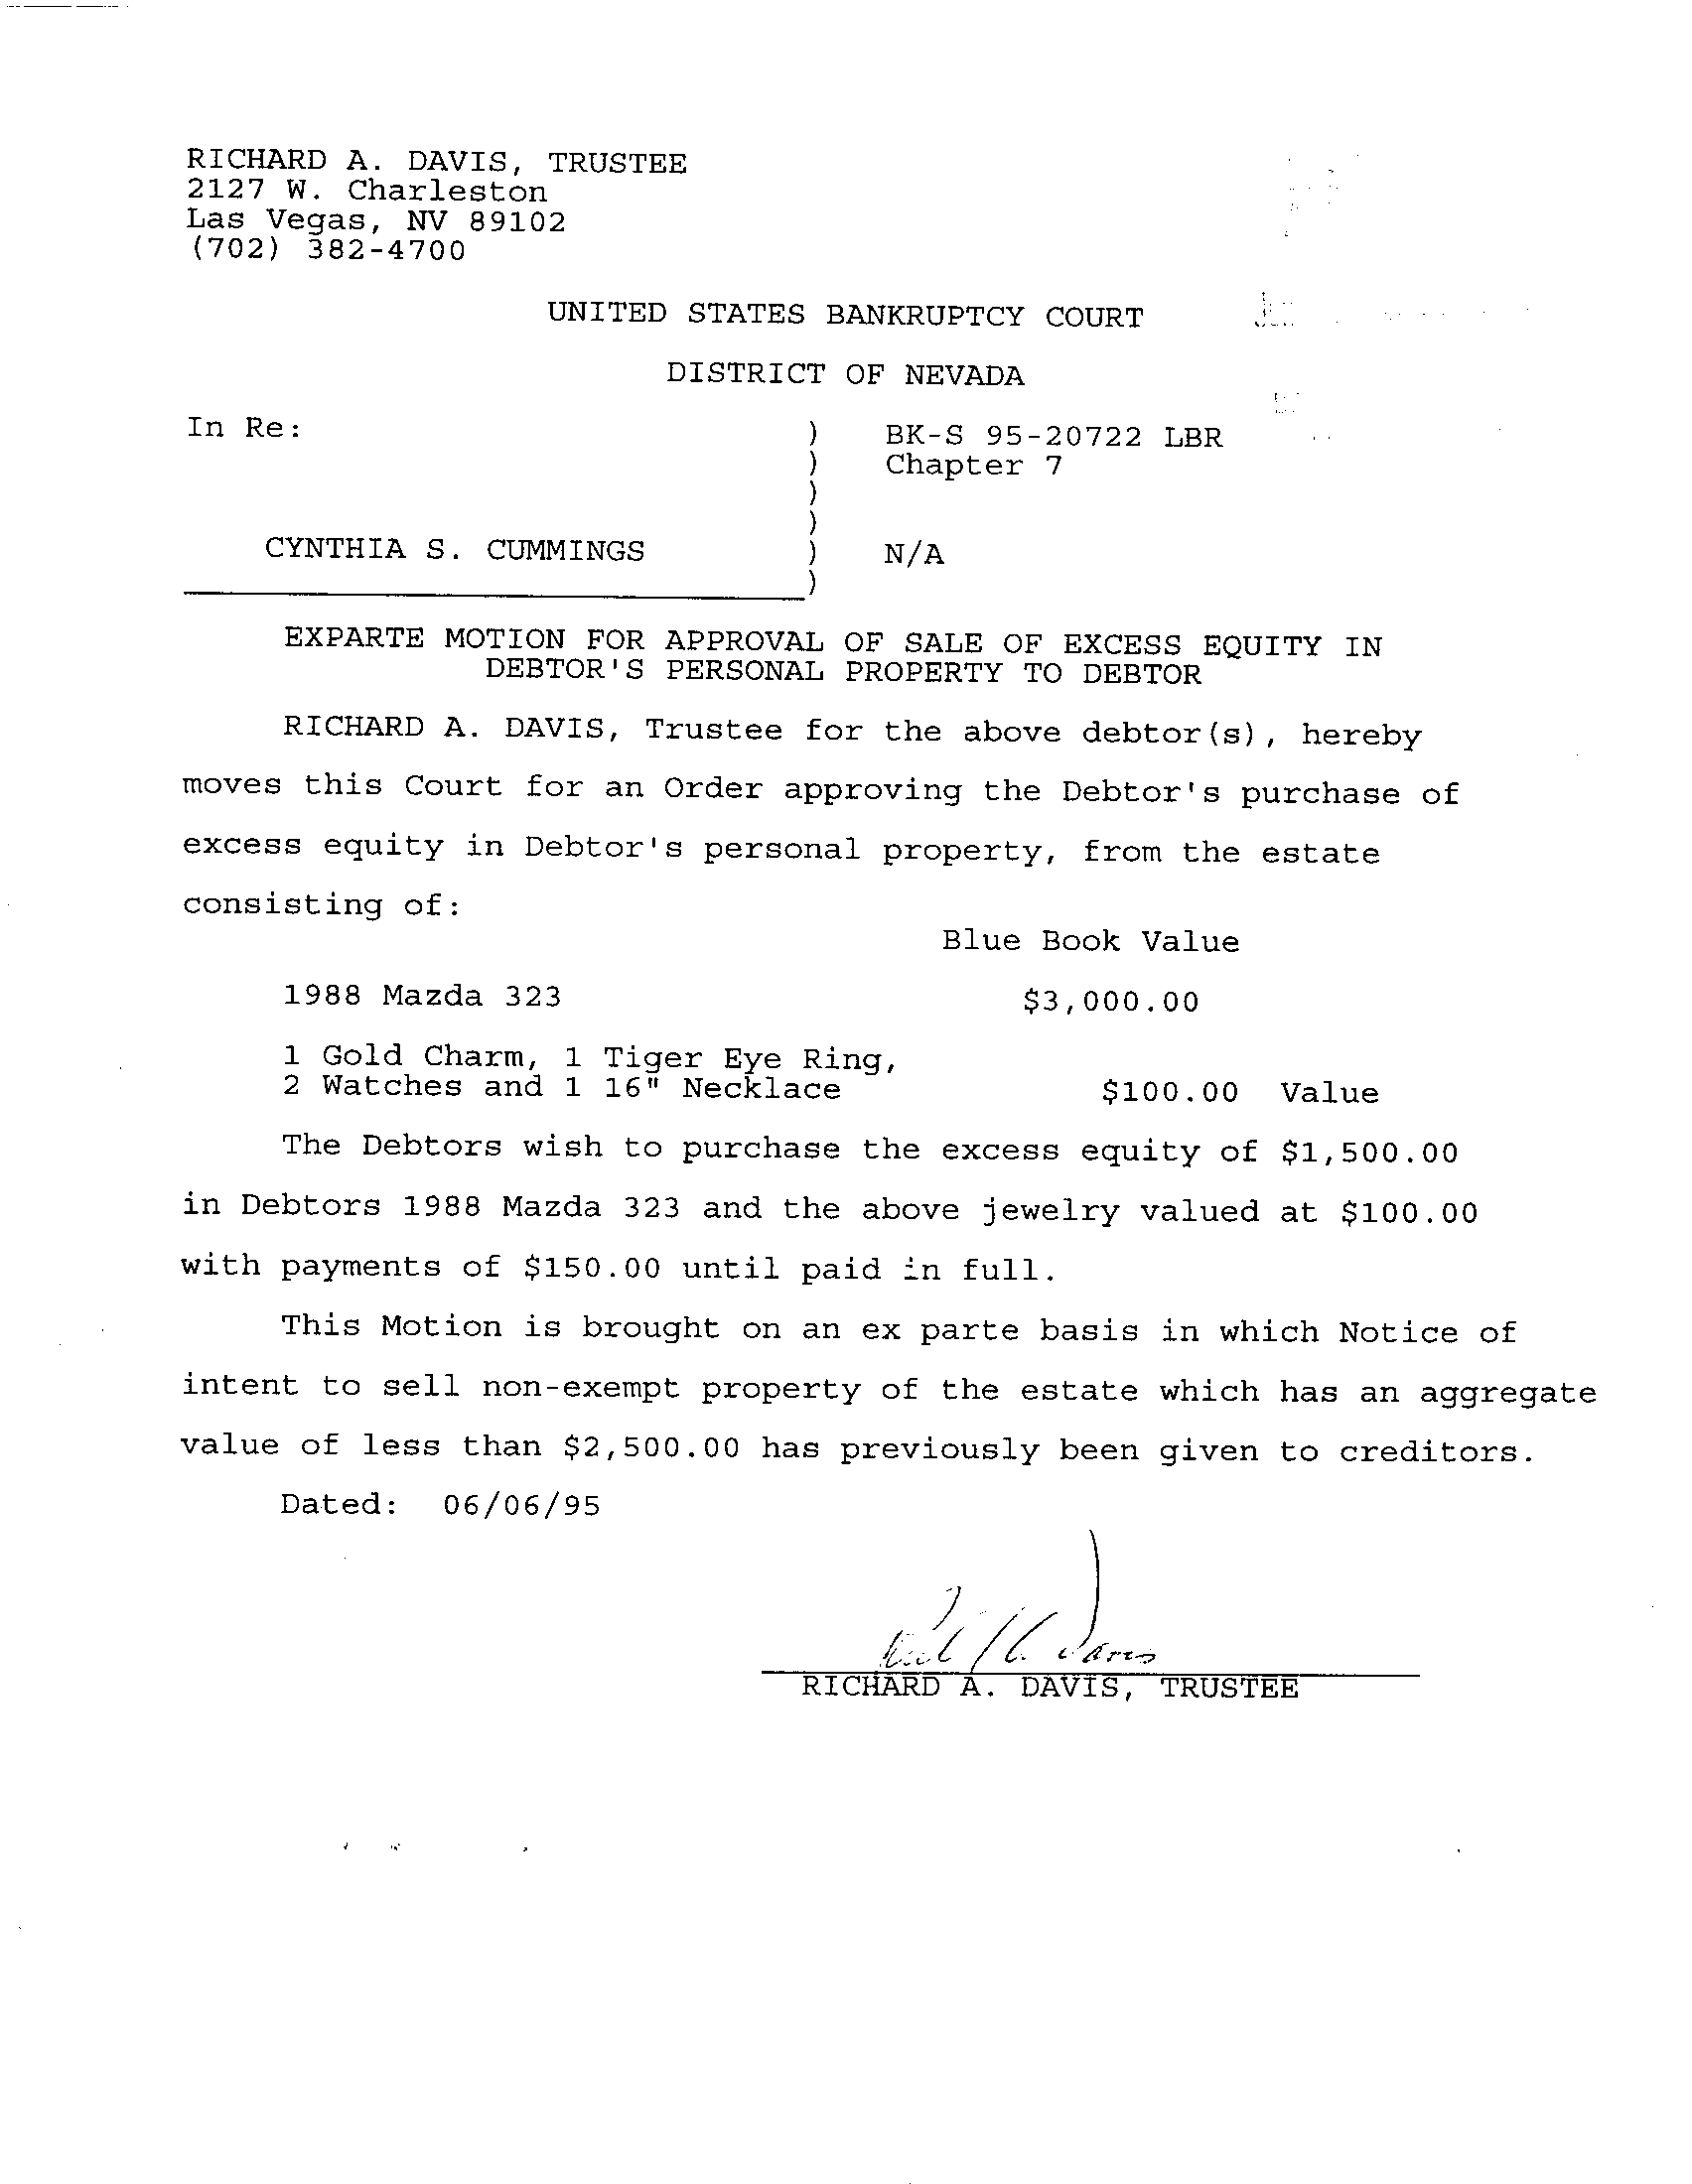 RICHARD A. DAVIS, TRUSTEE
2127 W. Charleston
Las Vegas, NV 89102
(702) 382-4700
UNITED STATES BANKRUPTCY COURT
DISTRICT OF NEVADA
In Re: ) BK-S 95-20722 LBR
) Chapter 7
)
)
CYNTHIA S. CUMMINGS ) N/A
)
EXPARTE MOTION FOR APPROVAL OF SALE OF EXCESS EQUITY IN
DEBTOR'S PERSONAL PROPERTY TO DEBTOR
RICHARD A. DAVIS, Trustee for the above debtor(s), hereby
moves this Court for an Order approving the Debtor's purchase of
excess equity in Debtor's personal property, from the estate
consisting of:
Blue Book Value
1988 Mazda 323 $3,000.00
1 Gold Charm, 1 Tiger Eye Ring,
2 Watches and 1 16" Necklace $100.00 Value
The Debtors wish to purchase the excess equity of $1,500.00
in Debtors 1988 Mazda 323 and the above jewelry valued at $100.00
with payments of $150.00 until paid in full.
This Motion is brought on an ex parte basis in which Notice of
intent to sell non-exempt property of the estate which has an aggregate
value of less than $2,500.00 has previously been given to creditors.
Dated: 06/06/95
RICHARD A. DAVIS, TRUSTEE